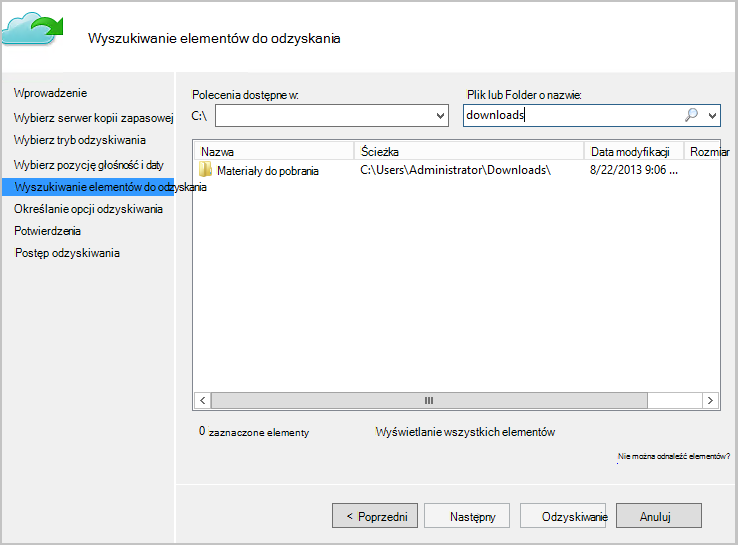 Wyszukiwanie elementów do odzyskania
Wprowadzenie
Wybierz serwer kopii zapasowej
Wybierz tryb odzyskiwania
Wybierz pozycję głośność i daty
Wyszukiwanie elementów do odzyskania
Określanie opcji odzyskiwania
Potwierdzenia
Postęp odzyskiwania
Polecenia dostępne w:
Plik lub Folder o nazwie:
C:\
downloads
Nazwa Ścieżka Data modyfikacji Rozmiar
Materiały do pobrania C:\Users\Administrator\Downloads\ 8/22/2013 9:06 ...
0 zaznaczone elementy
Wyświetlanie wszystkich elementów
Nie można odnaleźć elementów?
< Poprzedni Następny Odzyskiwanie Anuluj